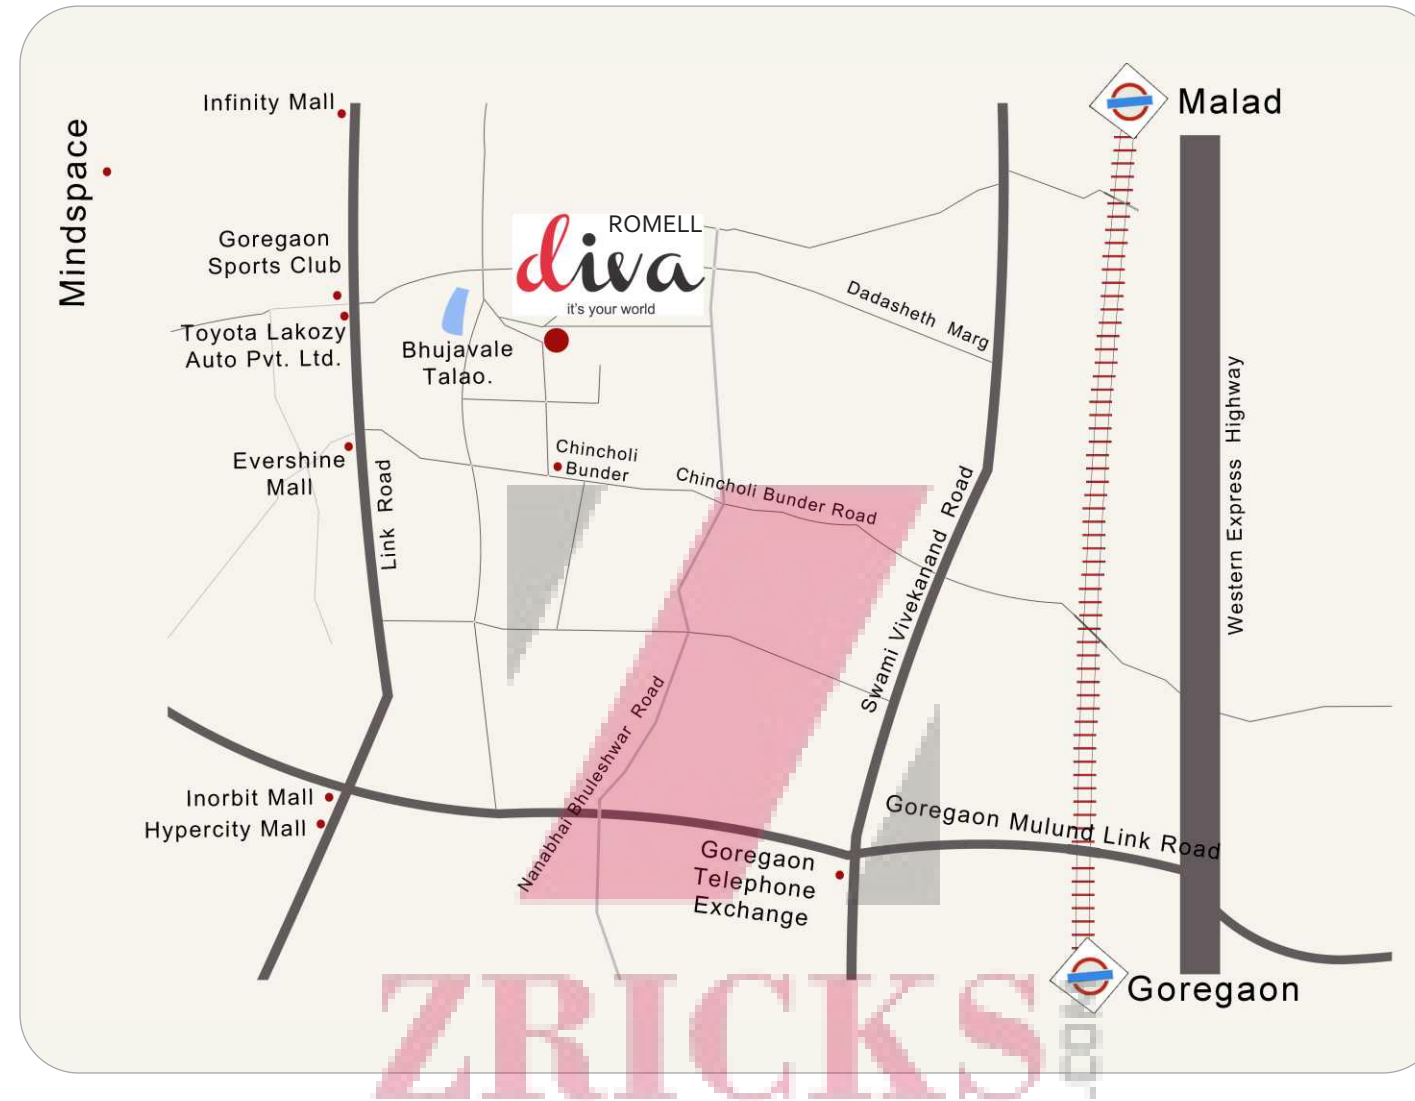 Infinity Mall
Malad
Mindspace
ROMELL
diva
it's your world
Goregaon
Sports Club
Toyota Lakozy
Auto Pvt. Ltd.
Bhujavale
Talao.
Dadasheth Marg
Western Express Highway
Evershine
Mall
Link Road
Chincholi
Bunder
Chincholi Bunder Road
Swami Vivekanand Road
Nanabhai Bhuleshwar Road
Inorbit Mall
Hypercity Mall
Goregaon Mulund Link Road
Goregaon
Telephone
Exchange
Goregaon
ZRICKS